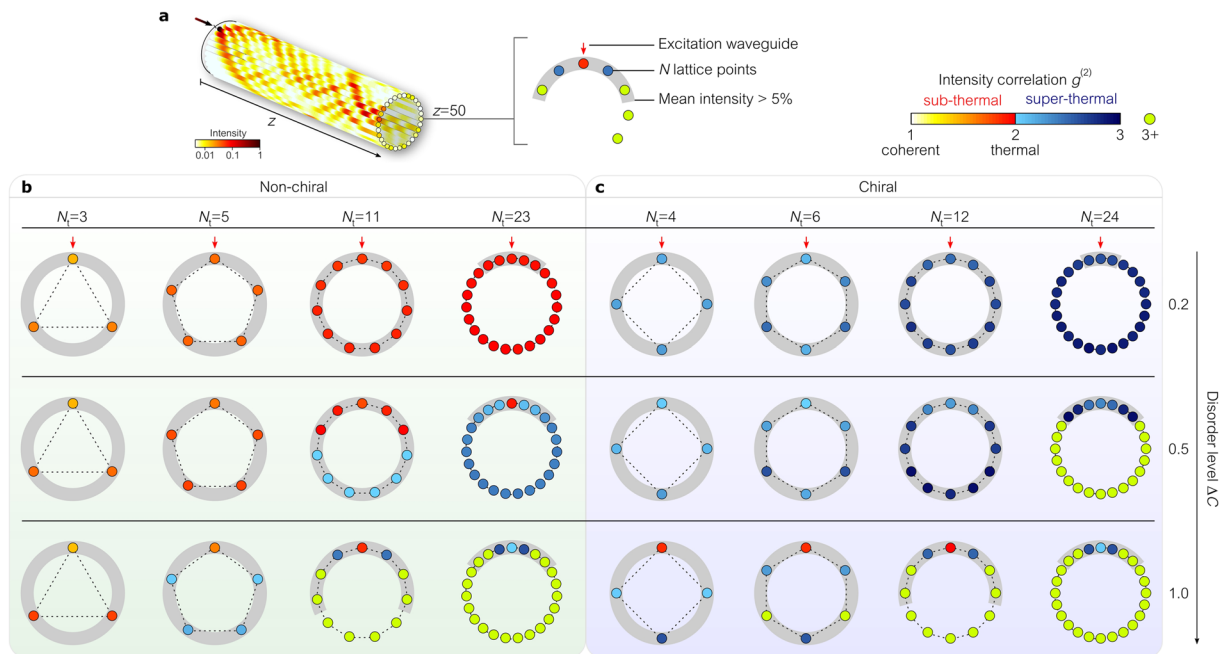 a
Excitation waveguide
N lattice points
Mean intensity > 5%
z=50
z
Intensity
0.01 0.1 1
Intensity correlation g(2)
sub-thermal super-thermal
1 2 3 3+
coherent thermal
b Non-chiral
Nt=3 Nt=5 Nt=11 Nt=23
c Chiral
Nt=4 Nt=6 Nt=12 Nt=24
0.2
0.5
1.0
Disorder level ΔC